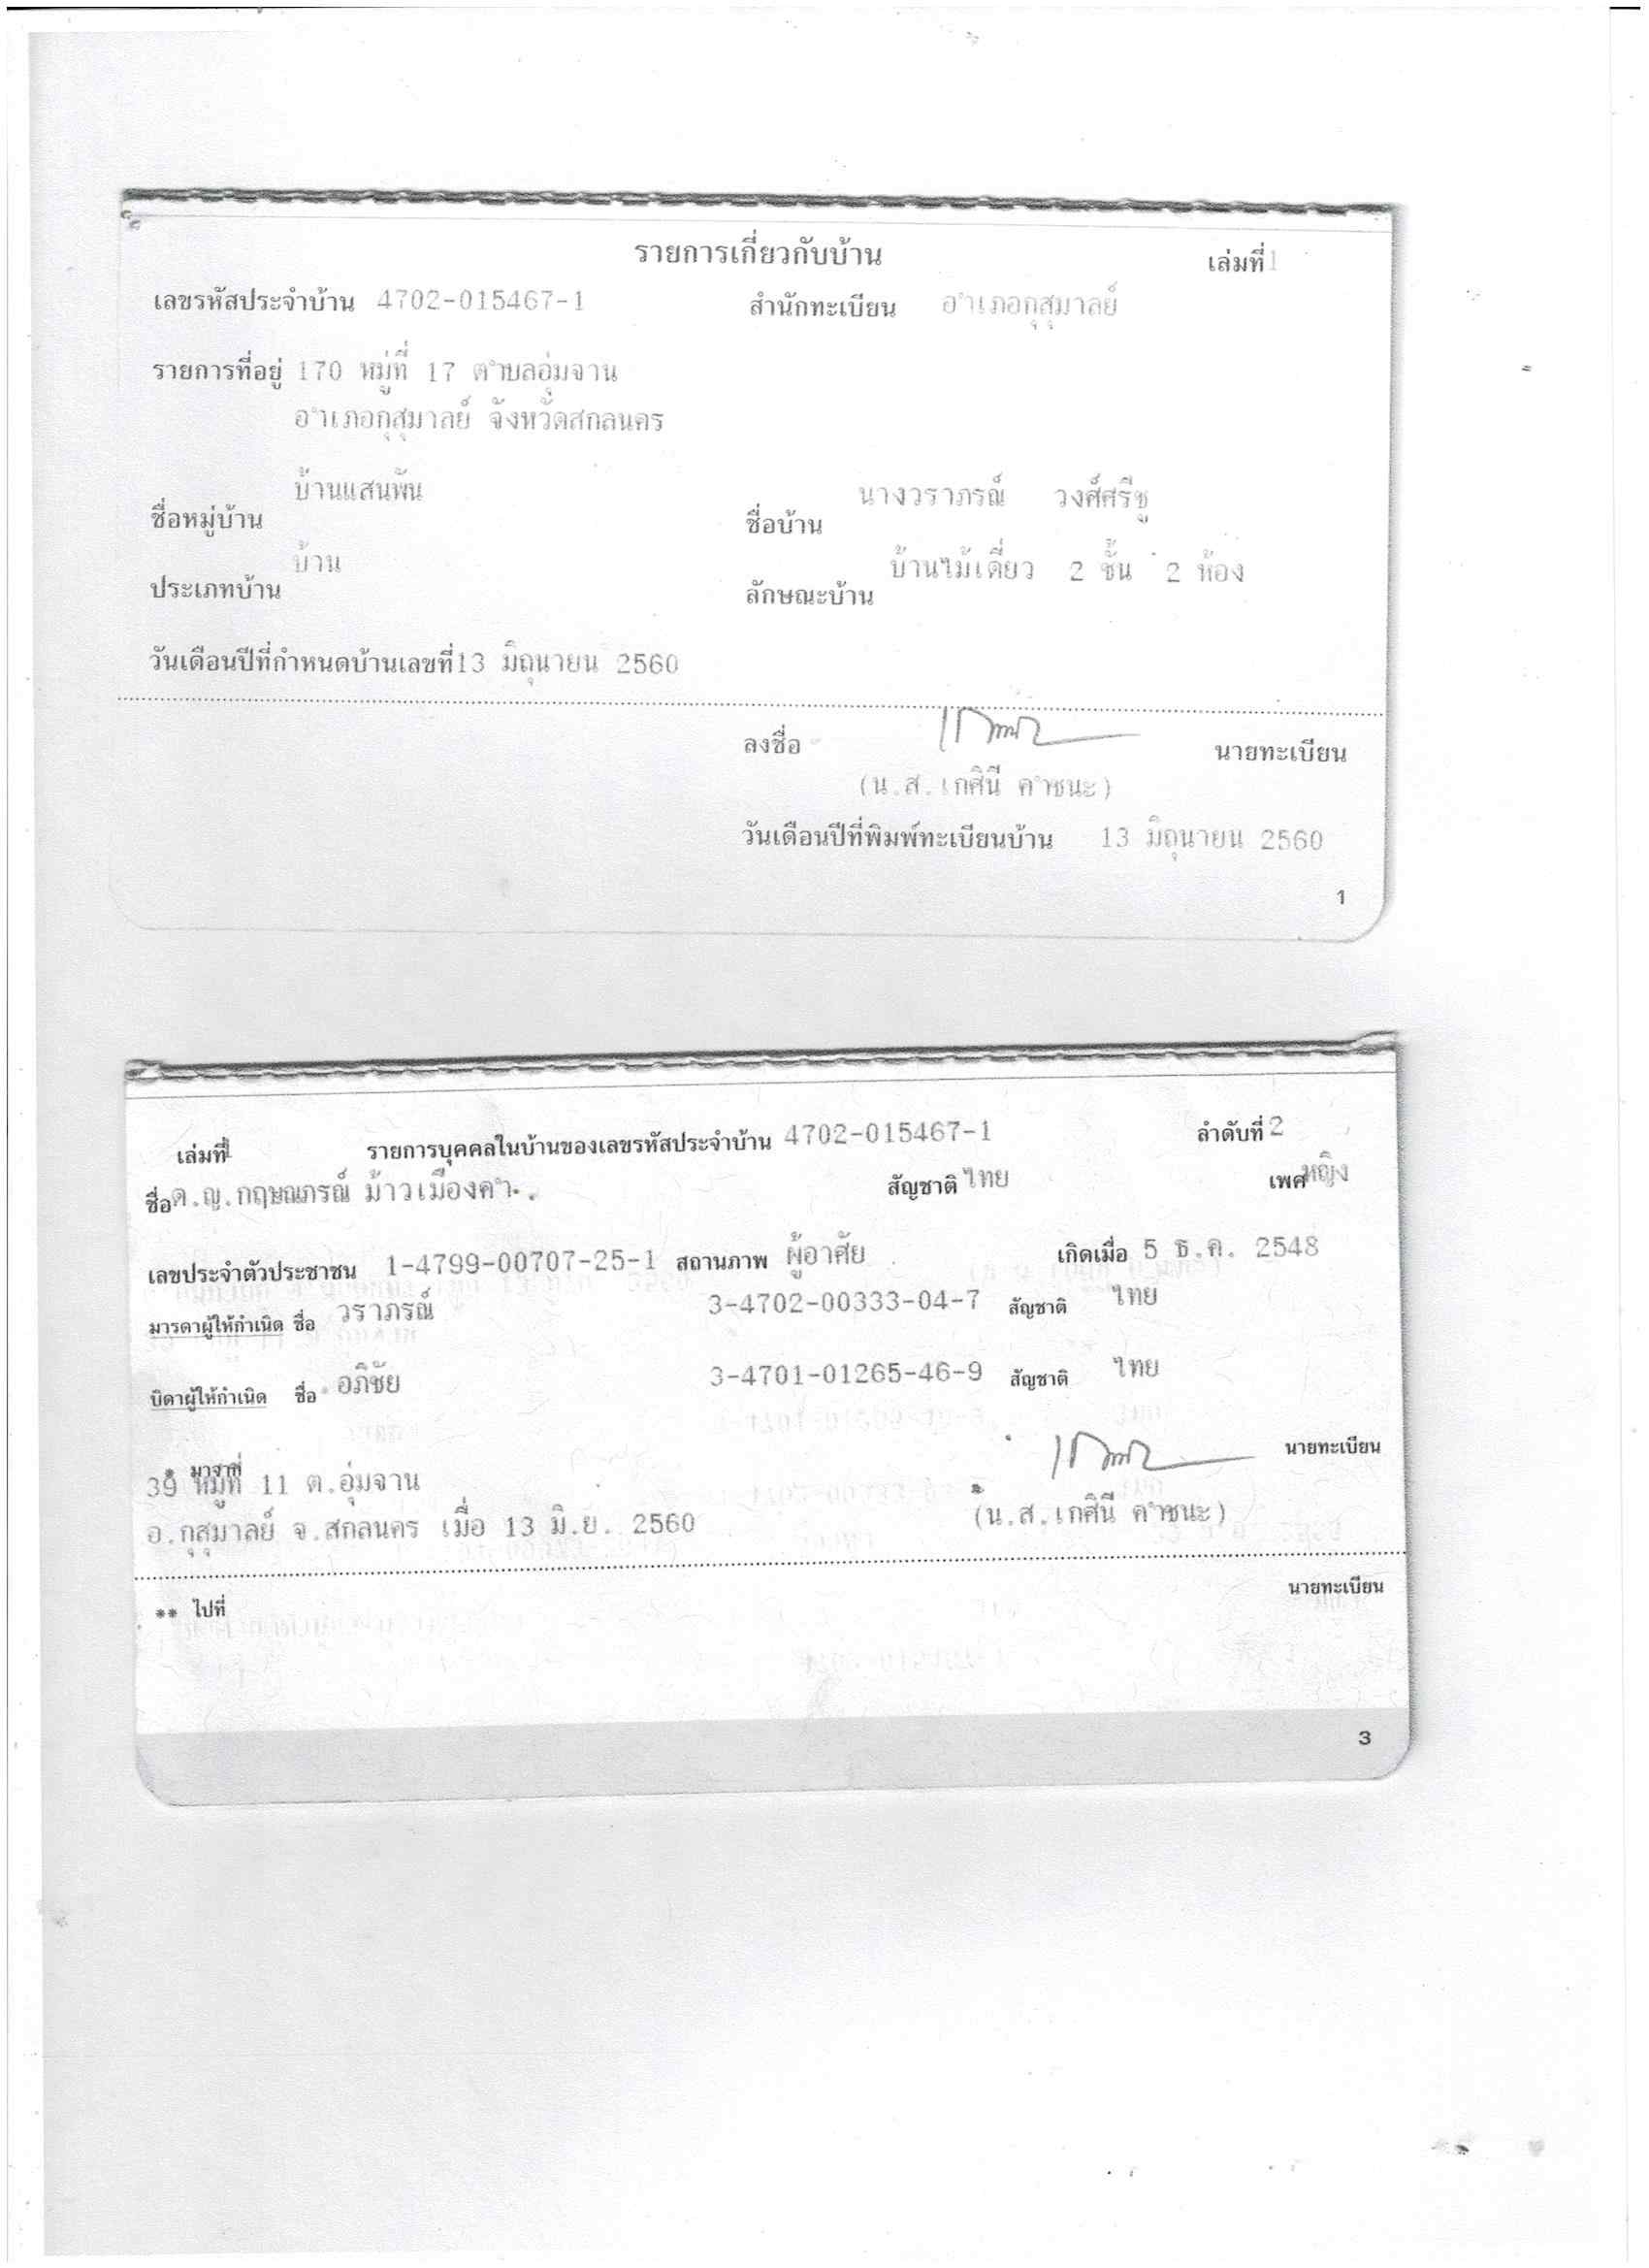 รายการเกี่ยวกับบ้าน เล่มที่ 1
เลขรหัสประจำบ้าน 4702-015467-1 สำนักทะเบียน อำเภอกุสุมาลย์
รายการที่อยู่ 170 หมู่ที่ 17 ตำบลอุ่มจาน
อำเภอกุสุมาลย์ จังหวัดสกลนคร
ชื่อหมู่บ้าน บ้านแสนพัน ชื่อบ้าน นางวราภรณ์ วงศ์ศรีชู
ประเภทบ้าน บ้าน ลักษณะบ้าน บ้านไม้เดี่ยว 2 ชั้น 2 ห้อง
วันเดือนปีที่กำหนดบ้านเลขที่ 13 มิถุนายน 2560
ลงชื่อ นายทะเบียน
(น.ส.เกศินี คำชนะ)
วันเดือนปีที่พิมพ์ทะเบียนบ้าน 13 มิถุนายน 2560
1
เล่มที่ 1 รายการบุคคลในบ้านของเลขรหัสประจำบ้าน 4702-015467-1 ลำดับที่ 2
ชื่อ ด.ญ.กฤษณภรณ์ ม้าวเมืองคำ.. สัญชาติ ไทย เพศ หญิง
เลขประจำตัวประชาชน 1-4799-00707-25-1 สถานภาพ ผู้อาศัย เกิดเมื่อ 5 ธ.ค. 2548
มารดาผู้ให้กำเนิด ชื่อ วราภรณ์ 3-4702-00333-04-7 สัญชาติ ไทย
บิดาผู้ให้กำเนิด ชื่อ อภิชัย 3-4701-01265-46-9 สัญชาติ ไทย
* มาจาก นายทะเบียน
39 หมู่ที่ 11 ต.อุ่มจาน
อ.กุสุมาลย์ จ.สกลนคร เมื่อ 13 มิ.ย. 2560 (น.ส.เกศินี คำชนะ)
** ไปที่ นายทะเบียน
3